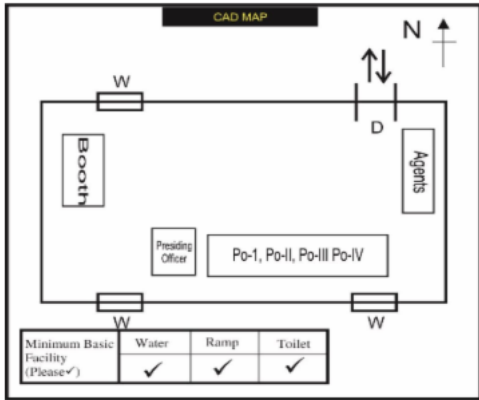 CAD MAP
N
W
D
Booth
Agents
Presiding
Officer
Po-1, Po-II, Po-III Po-IV
W
W
Minimum Basic
Facility
(Please✓)
Water
Ramp
Toilet
✓
✓
✓